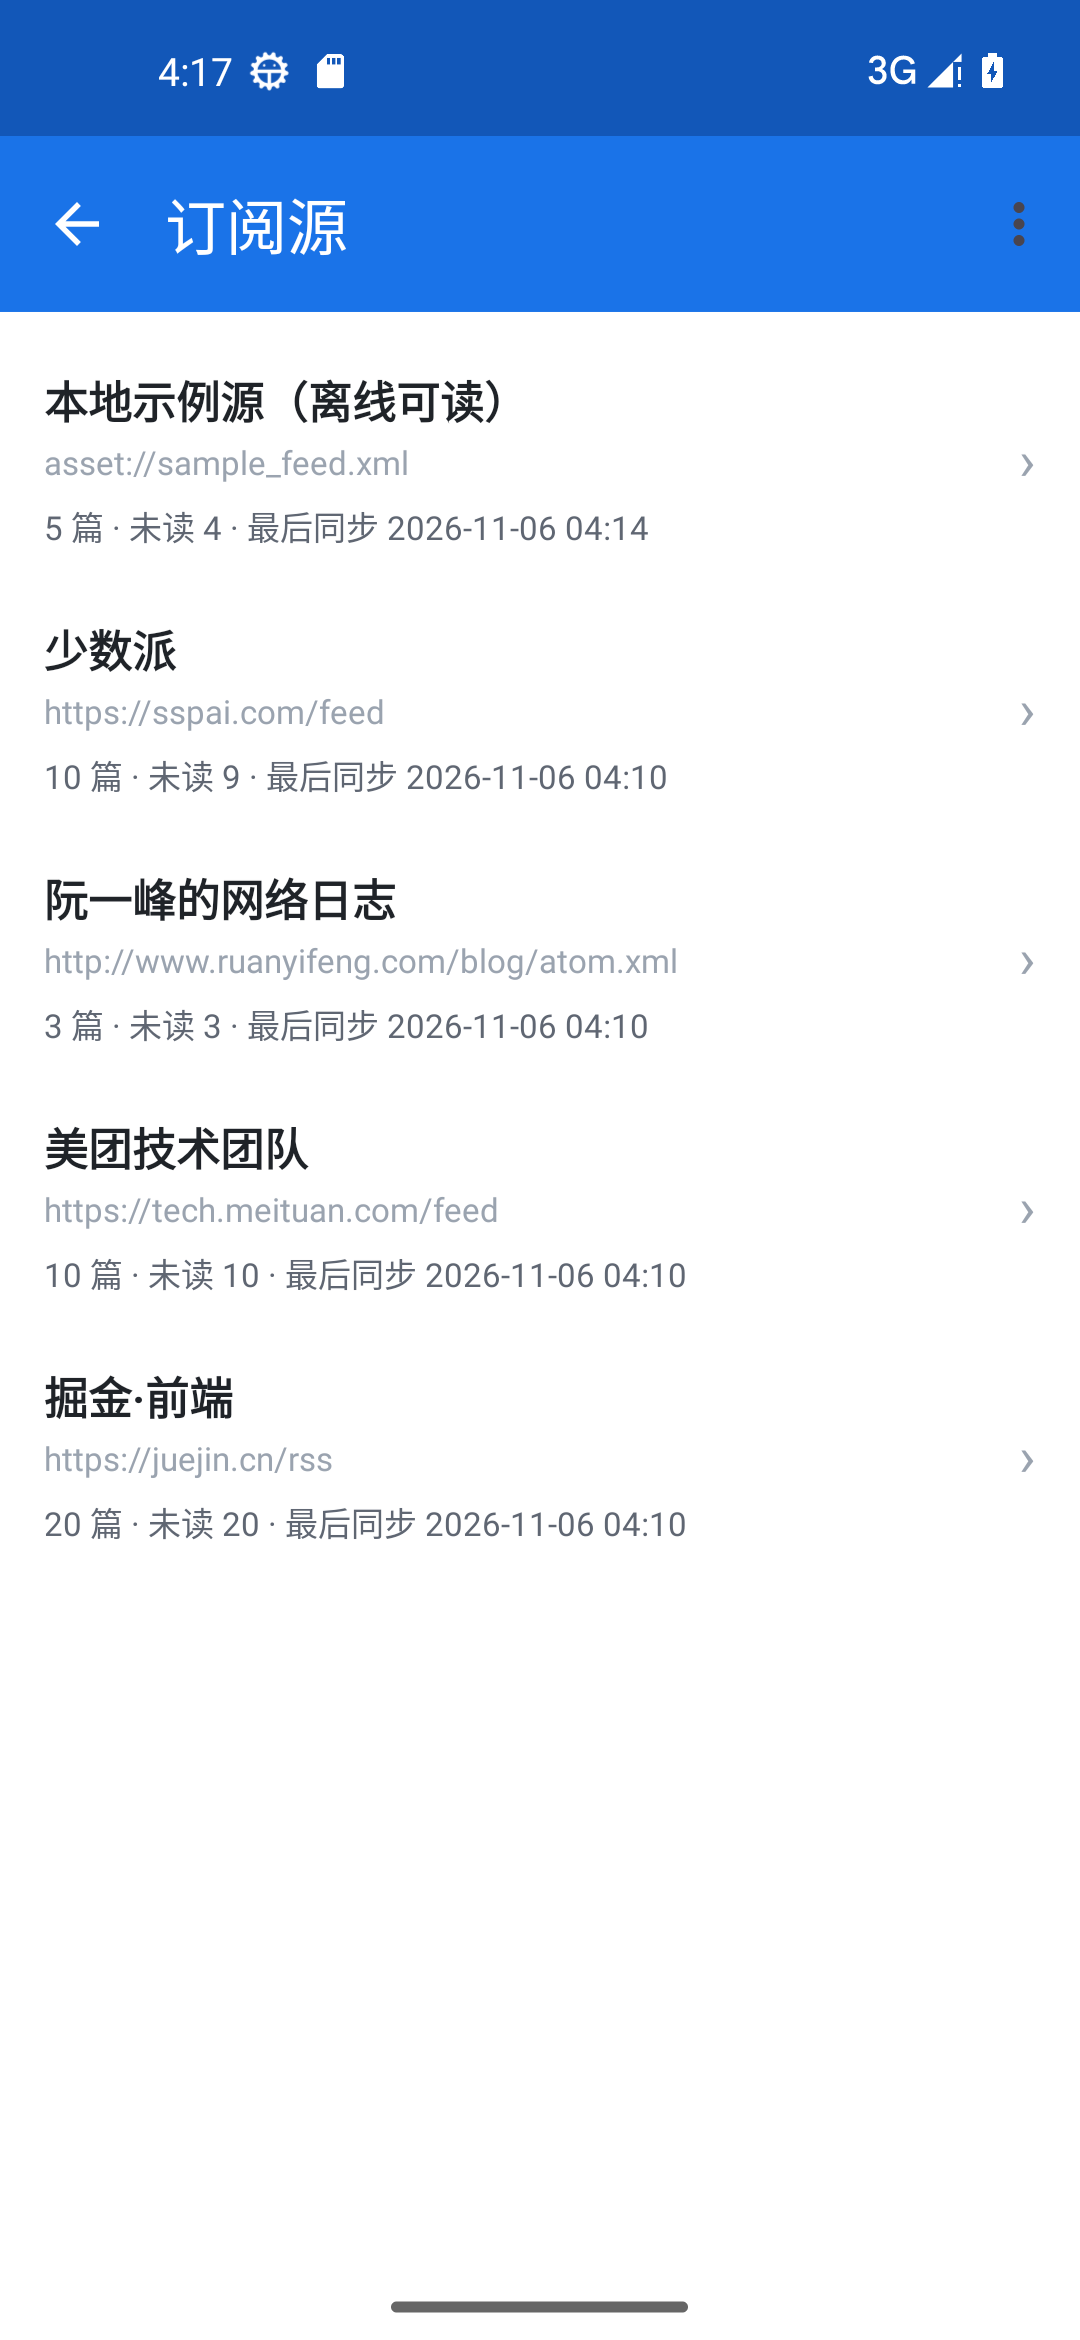 4:17 3G
订阅源
本地示例源（离线可读）
asset://sample_feed.xml
5 篇 · 未读 4 · 最后同步 2026-11-06 04:14
少数派
https://sspai.com/feed
10 篇 · 未读 9 · 最后同步 2026-11-06 04:10
阮一峰的网络日志
http://www.ruanyifeng.com/blog/atom.xml
3 篇 · 未读 3 · 最后同步 2026-11-06 04:10
美团技术团队
https://tech.meituan.com/feed
10 篇 · 未读 10 · 最后同步 2026-11-06 04:10
掘金·前端
https://juejin.cn/rss
20 篇 · 未读 20 · 最后同步 2026-11-06 04:10